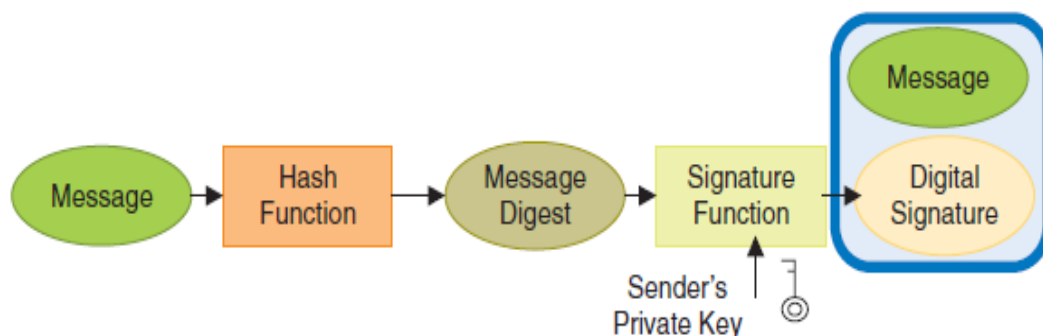 Message
Hash
Function
Message
Digest
Signature
Function
Message
Digital
Signature
Sender's
Private Key